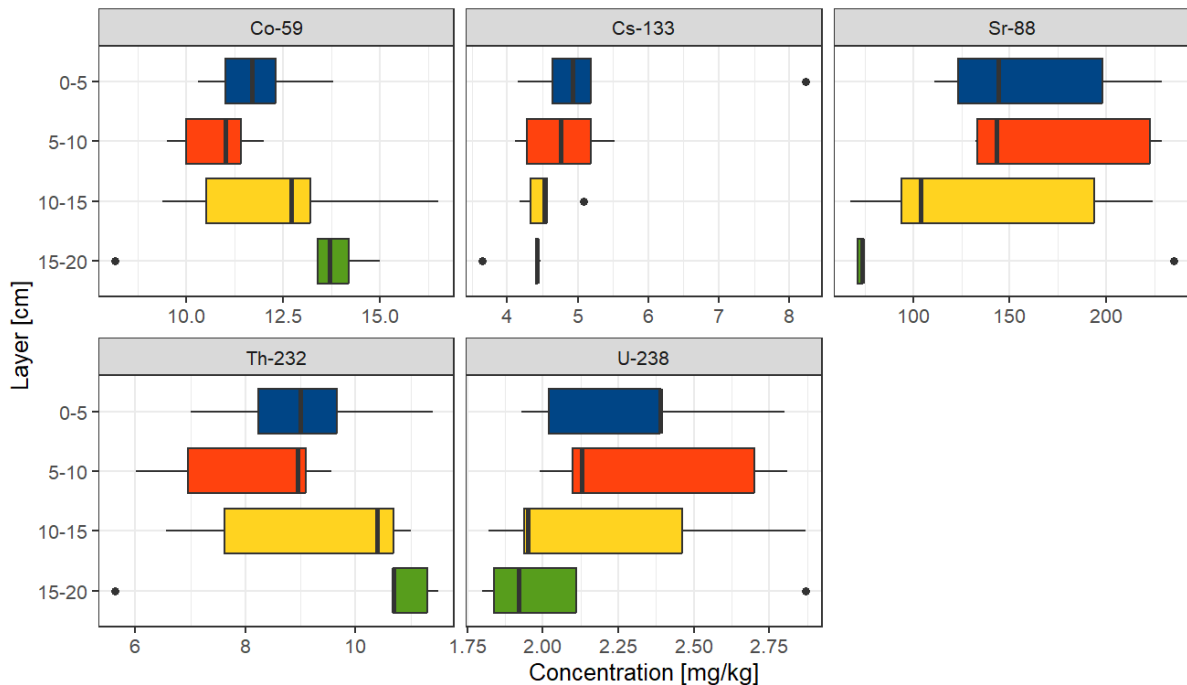 Co-59 Cs-133 Sr-88
0-5
5-10
10-15
15-20
10.0 12.5 15.0 4 5 6 7 8 100 150 200
Layer [cm]
Th-232 U-238
0-5
5-10
10-15
15-20
6 8 10 1.75 2.00 2.25 2.50 2.75
Concentration [mg/kg]